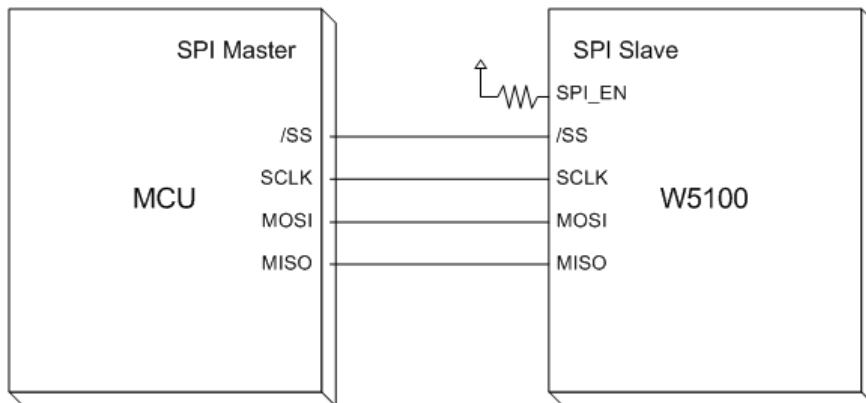 SPI Master
/SS
SCLK
MOSI
MISO
MCU
SPI Slave
SPI_EN
/SS
SCLK
MOSI
MISO
W5100